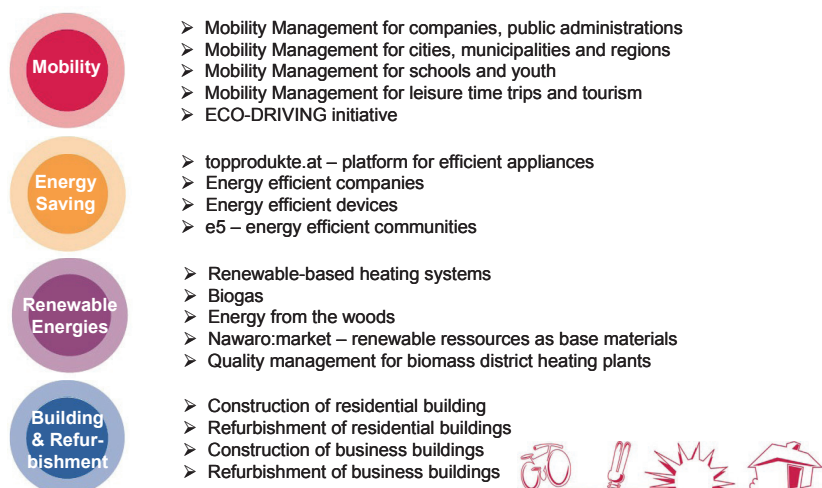 Mobility
➢ Mobility Management for companies, public administrations
➢ Mobility Management for cities, municipalities and regions
➢ Mobility Management for schools and youth
➢ Mobility Management for leisure time trips and tourism
➢ ECO-DRIVING initiative
Energy
Saving
➢ topprodukte.at – platform for efficient appliances
➢ Energy efficient companies
➢ Energy efficient devices
➢ e5 – energy efficient communities
Renewable
Energies
➢ Renewable-based heating systems
➢ Biogas
➢ Energy from the woods
➢ Nawaro:market – renewable ressources as base materials
➢ Quality management for biomass district heating plants
Building
& Refur-
bishment
➢ Construction of residential building
➢ Refurbishment of residential buildings
➢ Construction of business buildings
➢ Refurbishment of business buildings